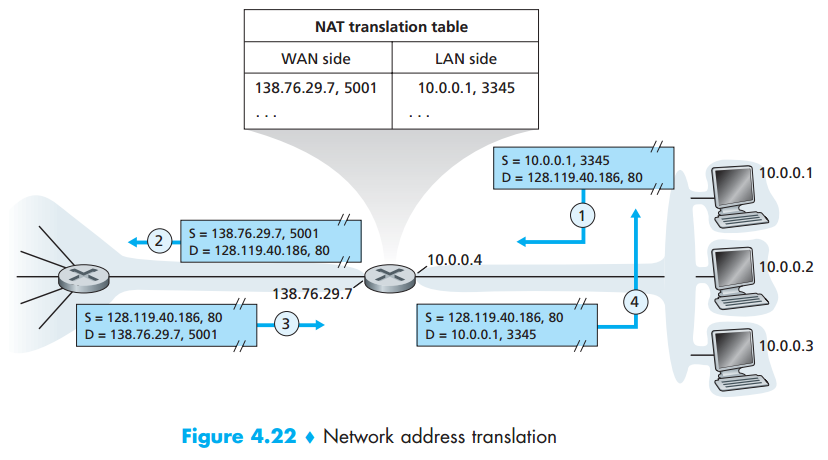 NAT translation table
WAN side LAN side
138.76.29.7, 5001 10.0.0.1, 3345
. . . . . .
S = 10.0.0.1, 3345
D = 128.119.40.186, 80
10.0.0.1
1
2
S = 138.76.29.7, 5001
D = 128.119.40.186, 80
10.0.0.4
10.0.0.2
138.76.29.7
S = 128.119.40.186, 80
D = 138.76.29.7, 5001
3
S = 128.119.40.186, 80
D = 10.0.0.1, 3345
4
10.0.0.3
Figure 4.22 ♦ Network address translation